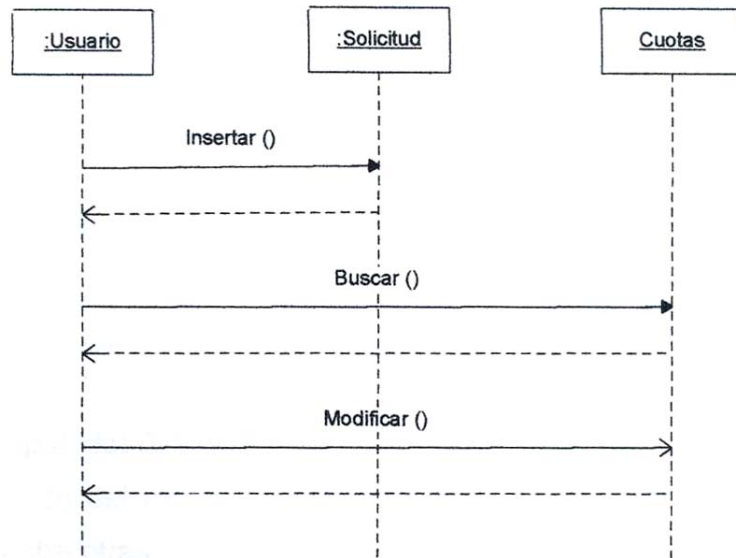 :Usuario
:Solicitud
Cuotas
Insertar ()
Buscar ()
Modificar ()